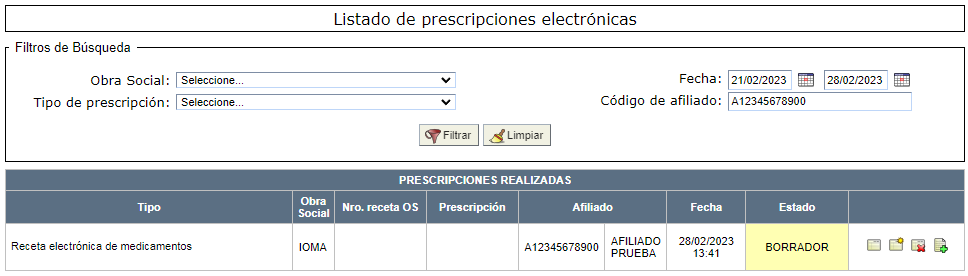 Listado de prescripciones electrónicas
Filtros de Búsqueda
Obra Social: Seleccione...
Fecha: 21/02/2023 28/02/2023
Tipo de prescripción: Seleccione...
Código de afiliado: A12345678900
Filtrar Limpiar
PRESCRIPCIONES REALIZADAS
Tipo Obra Social Nro. receta OS Prescripción Afiliado Fecha Estado
Receta electrónica de medicamentos IOMA A12345678900 AFILIADO PRUEBA 28/02/2023 13:41 BORRADOR